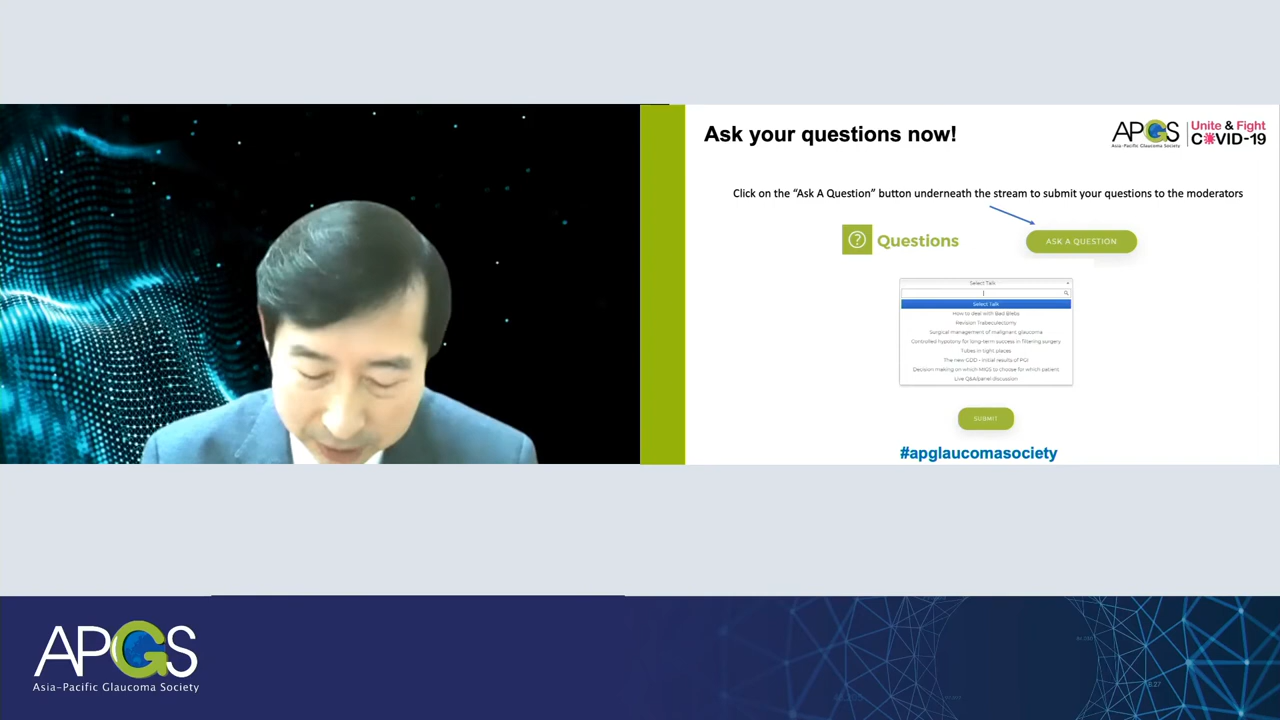 Ask your questions now!
APGS
Asia-Pacific Glaucoma Society
Unite & Fight
COVID-19
Click on the “Ask A Question” button underneath the stream to submit your questions to the moderators
Questions
ASK A QUESTION
Select Talk
Select Talk
How to deal with Bad Blebs
Revision Trabeculectomy
Surgical management of malignant glaucoma
Controlled hypotony for long-term success in filtering surgery
Tubes in tight places
The new GDD - Initial results of PGI
Decision making on which MIGS to choose for which patient
Live Q&A/panel discussion
SUBMIT
#apglaucomasociety
APGS
Asia-Pacific Glaucoma Society